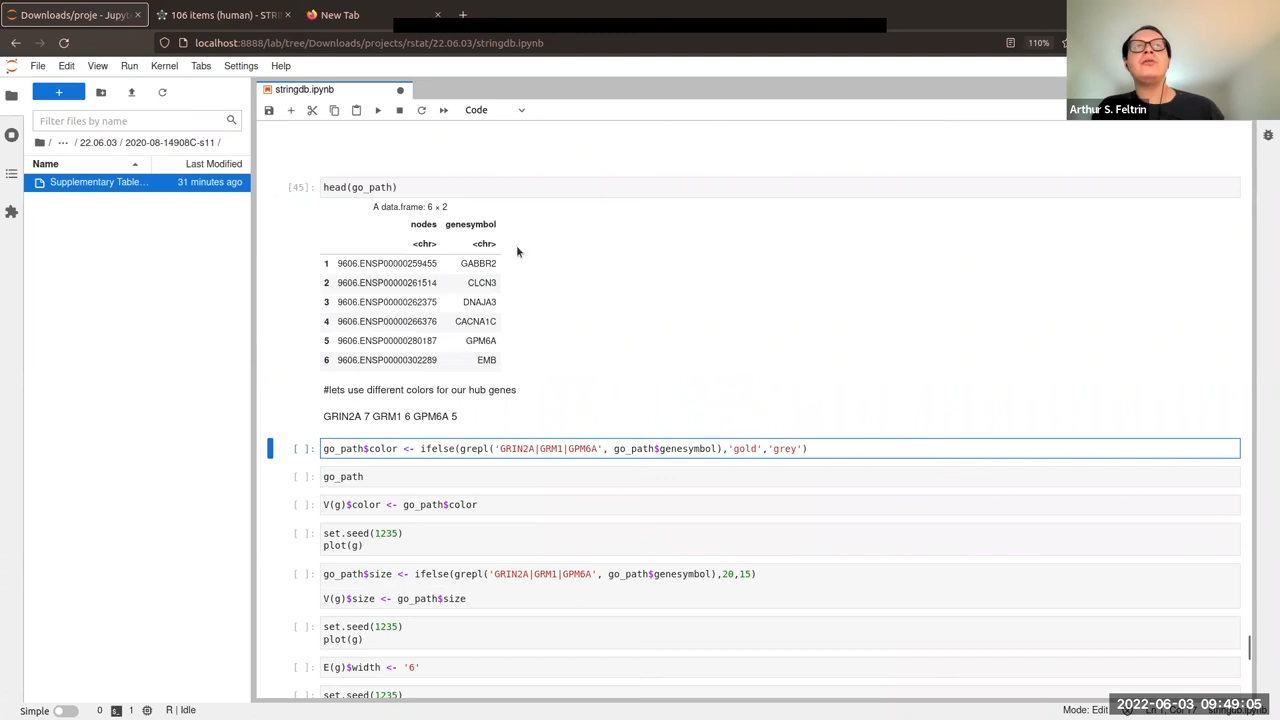 Downloads/proje - Jupyt
106 items (human) - STRI
New Tab
localhost:8888/lab/tree/Downloads/projects/rstat/22.06.03/stringdb.ipynb
110%
File Edit View Run Kernel Tabs Settings Help
stringdb.ipynb
Code
Filter files by name
/ ... / 22.06.03 / 2020-08-14908C-s11 /
Name Last Modified
Supplementary Table... 31 minutes ago
Arthur S. Feltrin
[45]: head(go_path)
A data.frame: 6 × 2
nodes genesymbol
<chr> <chr>
1 9606.ENSP00000259455 GABBR2
2 9606.ENSP00000261514 CLCN3
3 9606.ENSP00000262375 DNAJA3
4 9606.ENSP00000266376 CACNA1C
5 9606.ENSP00000280187 GPM6A
6 9606.ENSP00000302289 EMB
#lets use different colors for our hub genes
GRIN2A 7 GRM1 6 GPM6A 5
[ ]: go_path$color <- ifelse(grepl('GRIN2A|GRM1|GPM6A', go_path$genesymbol),'gold','grey')
[ ]: go_path
[ ]: V(g)$color <- go_path$color
[ ]: set.seed(1235)
plot(g)
[ ]: go_path$size <- ifelse(grepl('GRIN2A|GRM1|GPM6A', go_path$genesymbol),20,15)
V(g)$size <- go_path$size
[ ]: set.seed(1235)
plot(g)
[ ]: E(g)$width <- '6'
[ ]: set.seed(1235)
Simple 0 1 R | Idle
Mode: Edit
2022-06-03 09:49:05